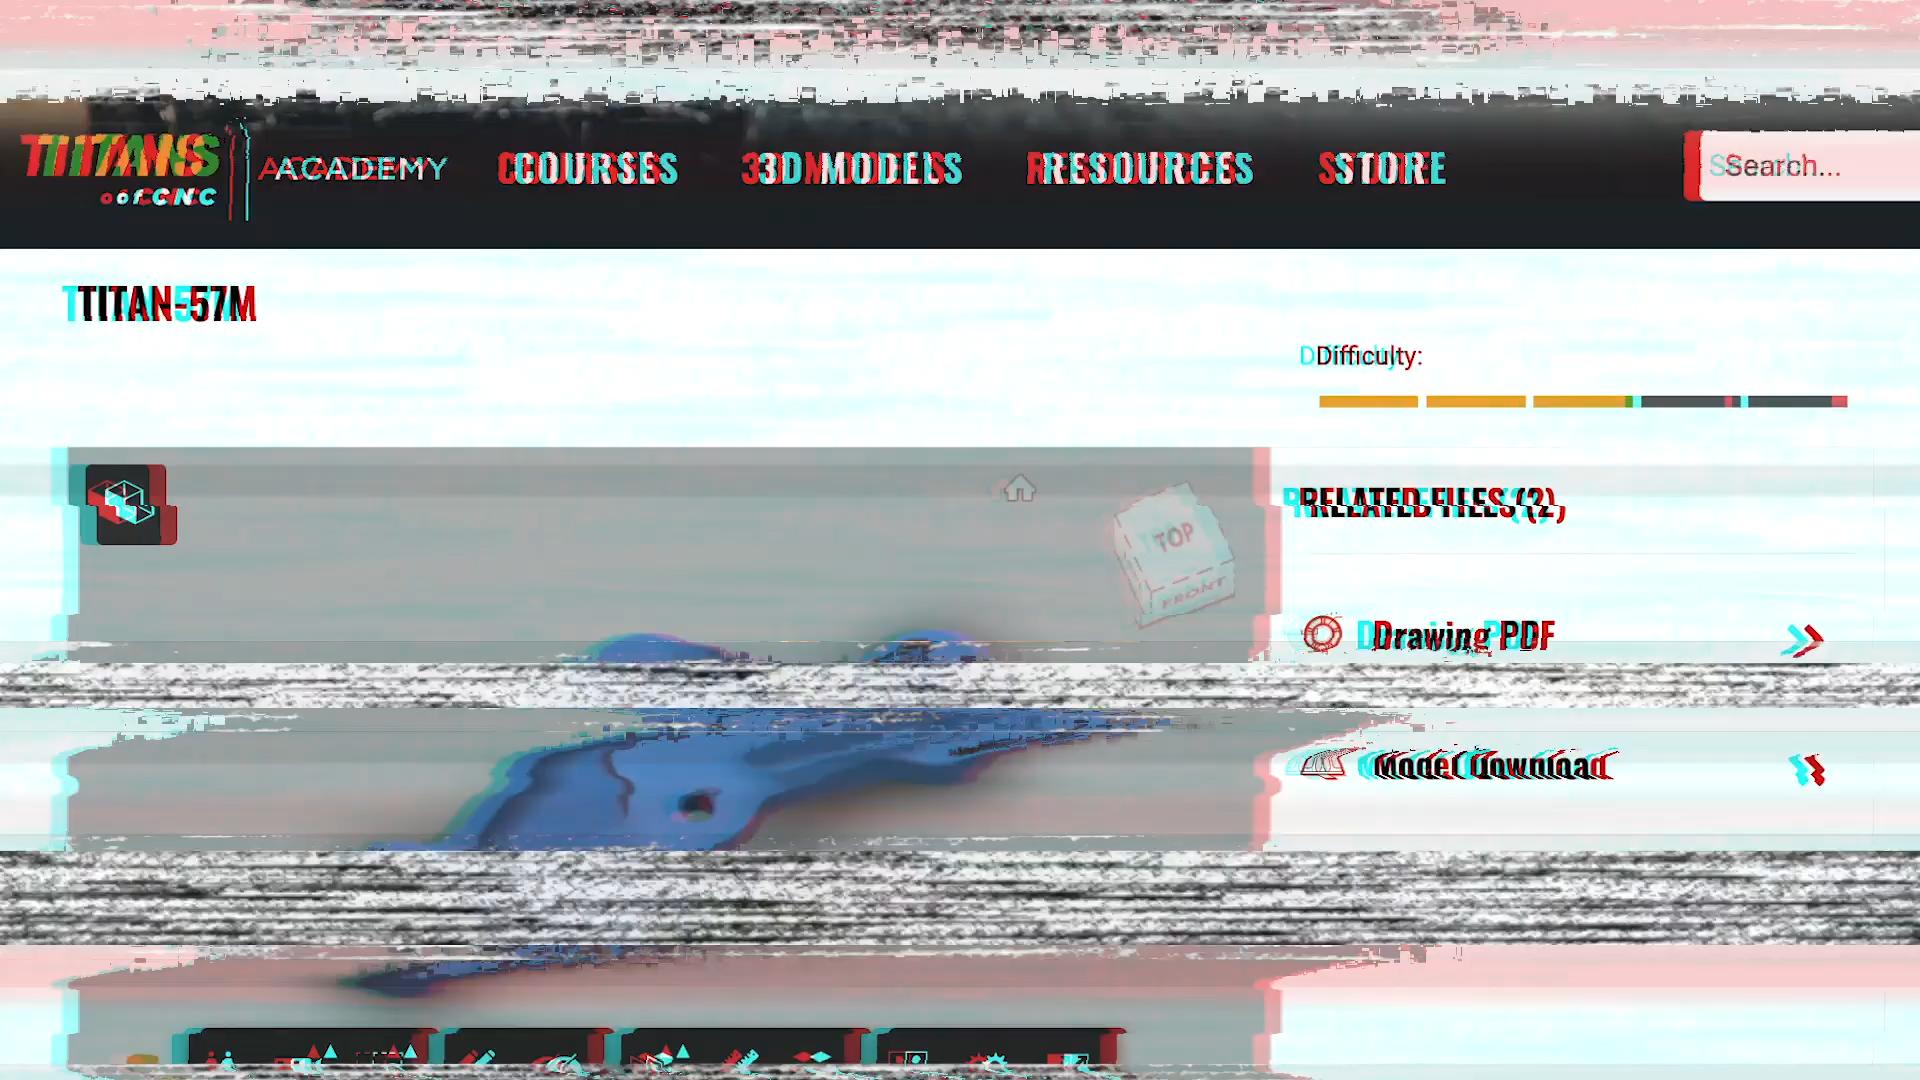 TITANS
of CNC
ACADEMY COURSES 3D MODELS RESOURCES STORE Search...
TITAN-57M
Difficulty:
TOP
FRONT
RELATED FILES (2)
Drawing PDF
Model Download